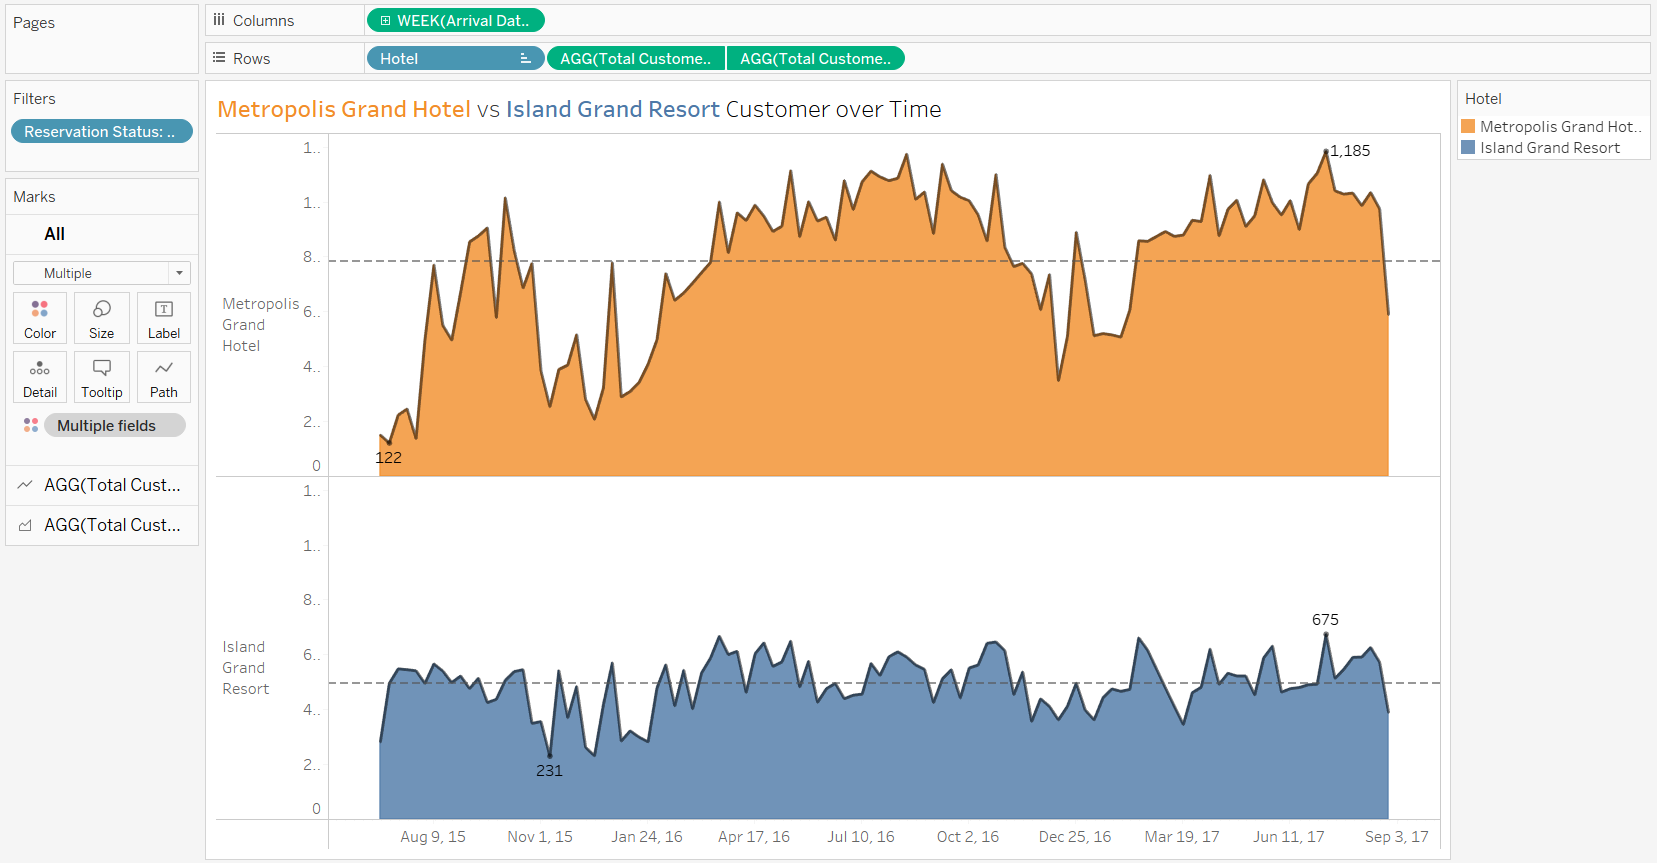 Pages
Columns
WEEK(Arrival Dat..
Rows
Hotel
AGG(Total Custome..
AGG(Total Custome..
Filters
Reservation Status: ..
Marks
All
Multiple
Color
Size
Label
Detail
Tooltip
Path
Multiple fields
AGG(Total Cust...
AGG(Total Cust...
Metropolis Grand Hotel vs Island Grand Resort Customer over Time
Metropolis
Grand
Hotel
1..
1..
8..
6..
4..
2..
0
1,185
122
Island
Grand
Resort
1..
1..
8..
6..
4..
2..
0
675
231
Aug 9, 15
Nov 1, 15
Jan 24, 16
Apr 17, 16
Jul 10, 16
Oct 2, 16
Dec 25, 16
Mar 19, 17
Jun 11, 17
Sep 3, 17
Hotel
Metropolis Grand Hot..
Island Grand Resort